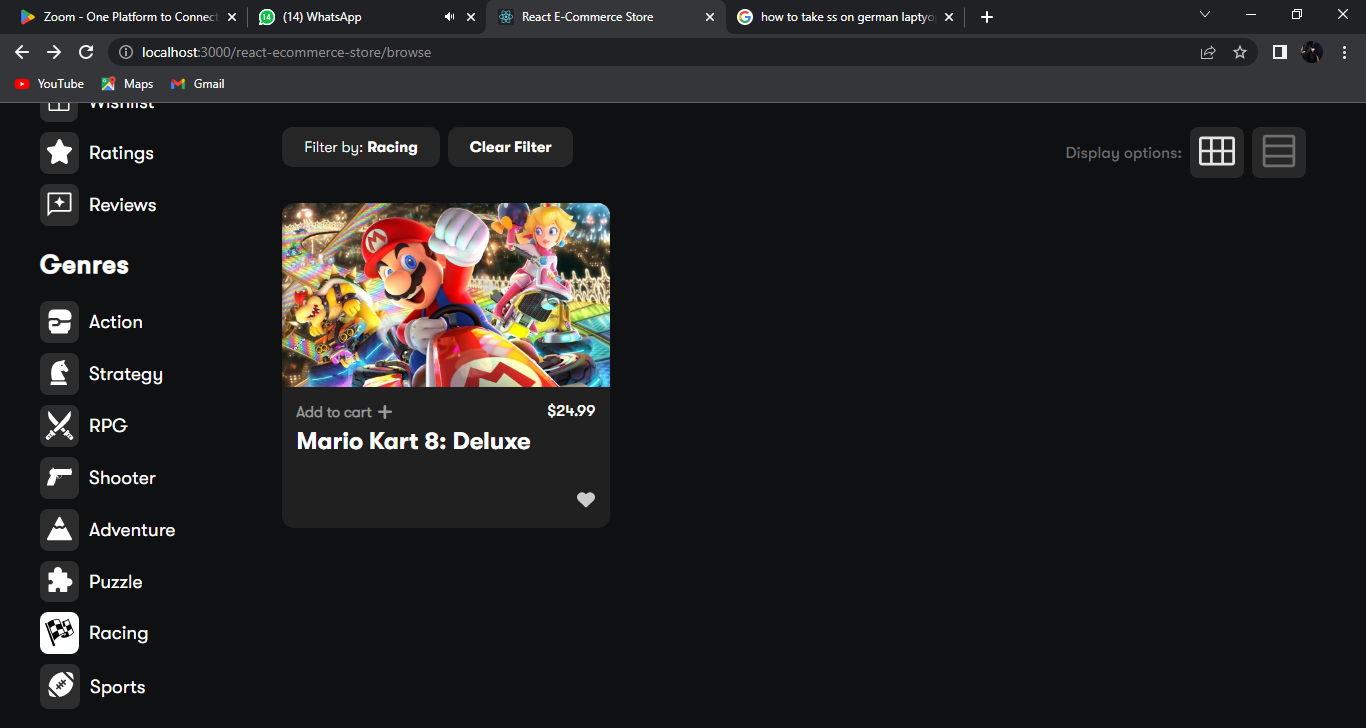 Zoom - One Platform to Connect
(14) WhatsApp
React E-Commerce Store
how to take ss on german laptyo
localhost:3000/react-ecommerce-store/browse
YouTube
Maps
Gmail
Wishlist
Ratings
Reviews
Genres
Action
Strategy
RPG
Shooter
Adventure
Puzzle
Racing
Sports
Filter by: Racing
Clear Filter
Display options:
M
Add to cart +
$24.99
Mario Kart 8: Deluxe